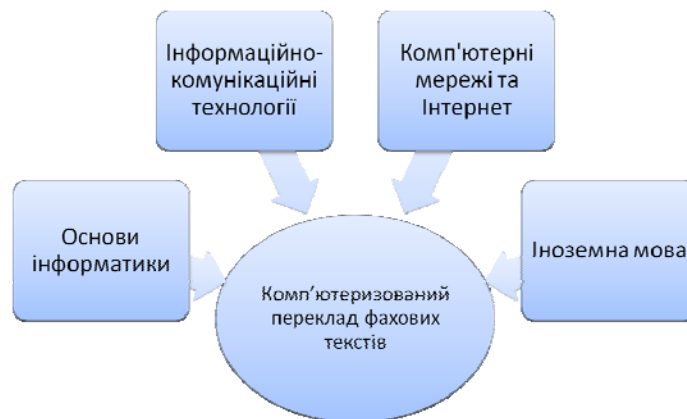 Інформаційно-
комунікаційні
технології
Комп'ютерні
мережі та
Інтернет
Основи
інформатики
Іноземна мова
Комп’ютеризований
переклад фахових
текстів